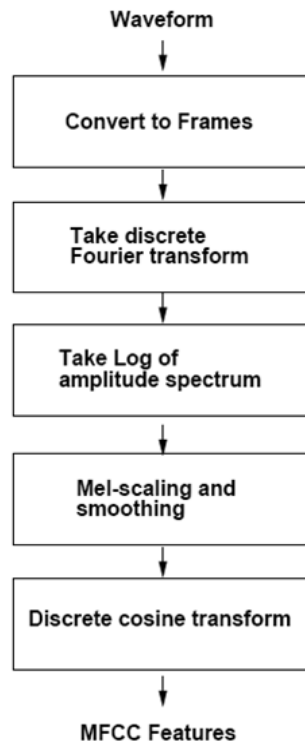 Waveform
Convert to Frames
Take discrete
Fourier transform
Take Log of
amplitude spectrum
Mel-scaling and
smoothing
Discrete cosine transform
MFCC Features